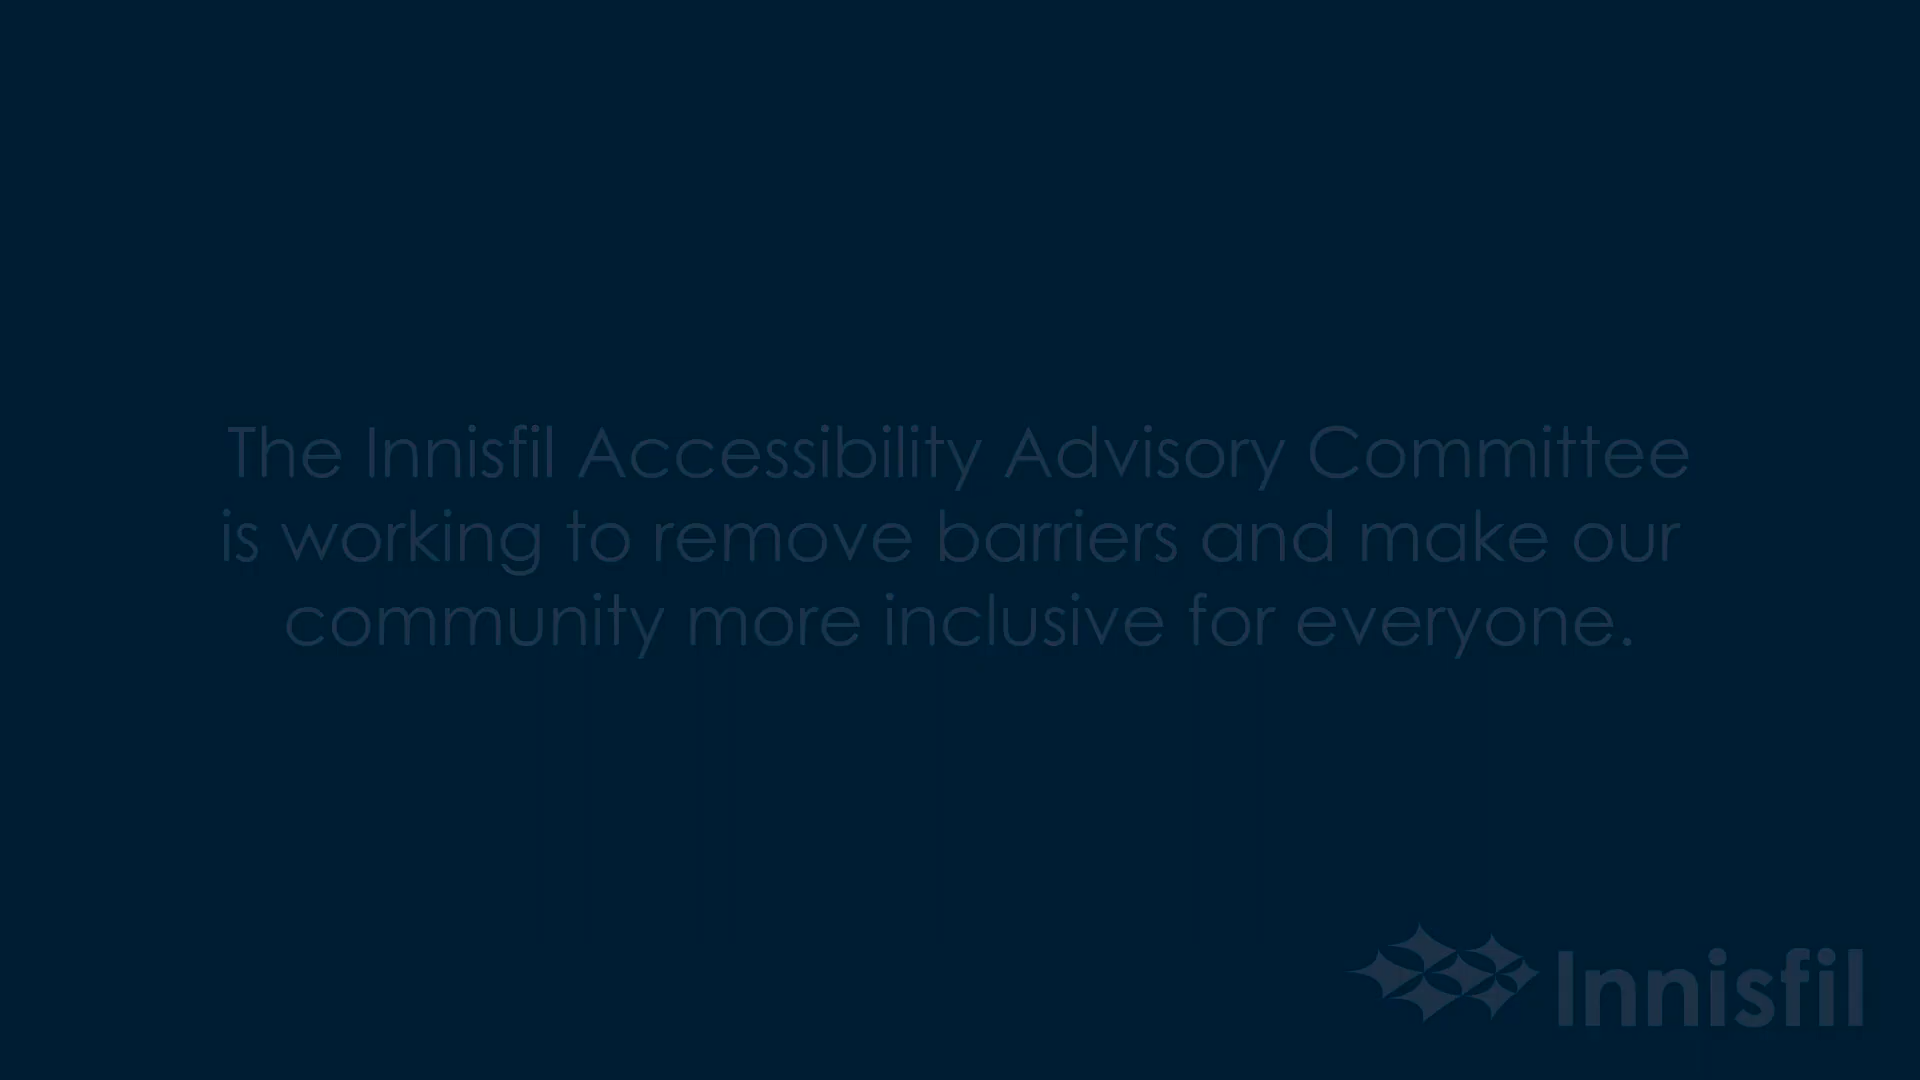 The Innisfil Accessibility Advisory Committee
is working to remove barriers and make our
community more inclusive for everyone.
Innisfil